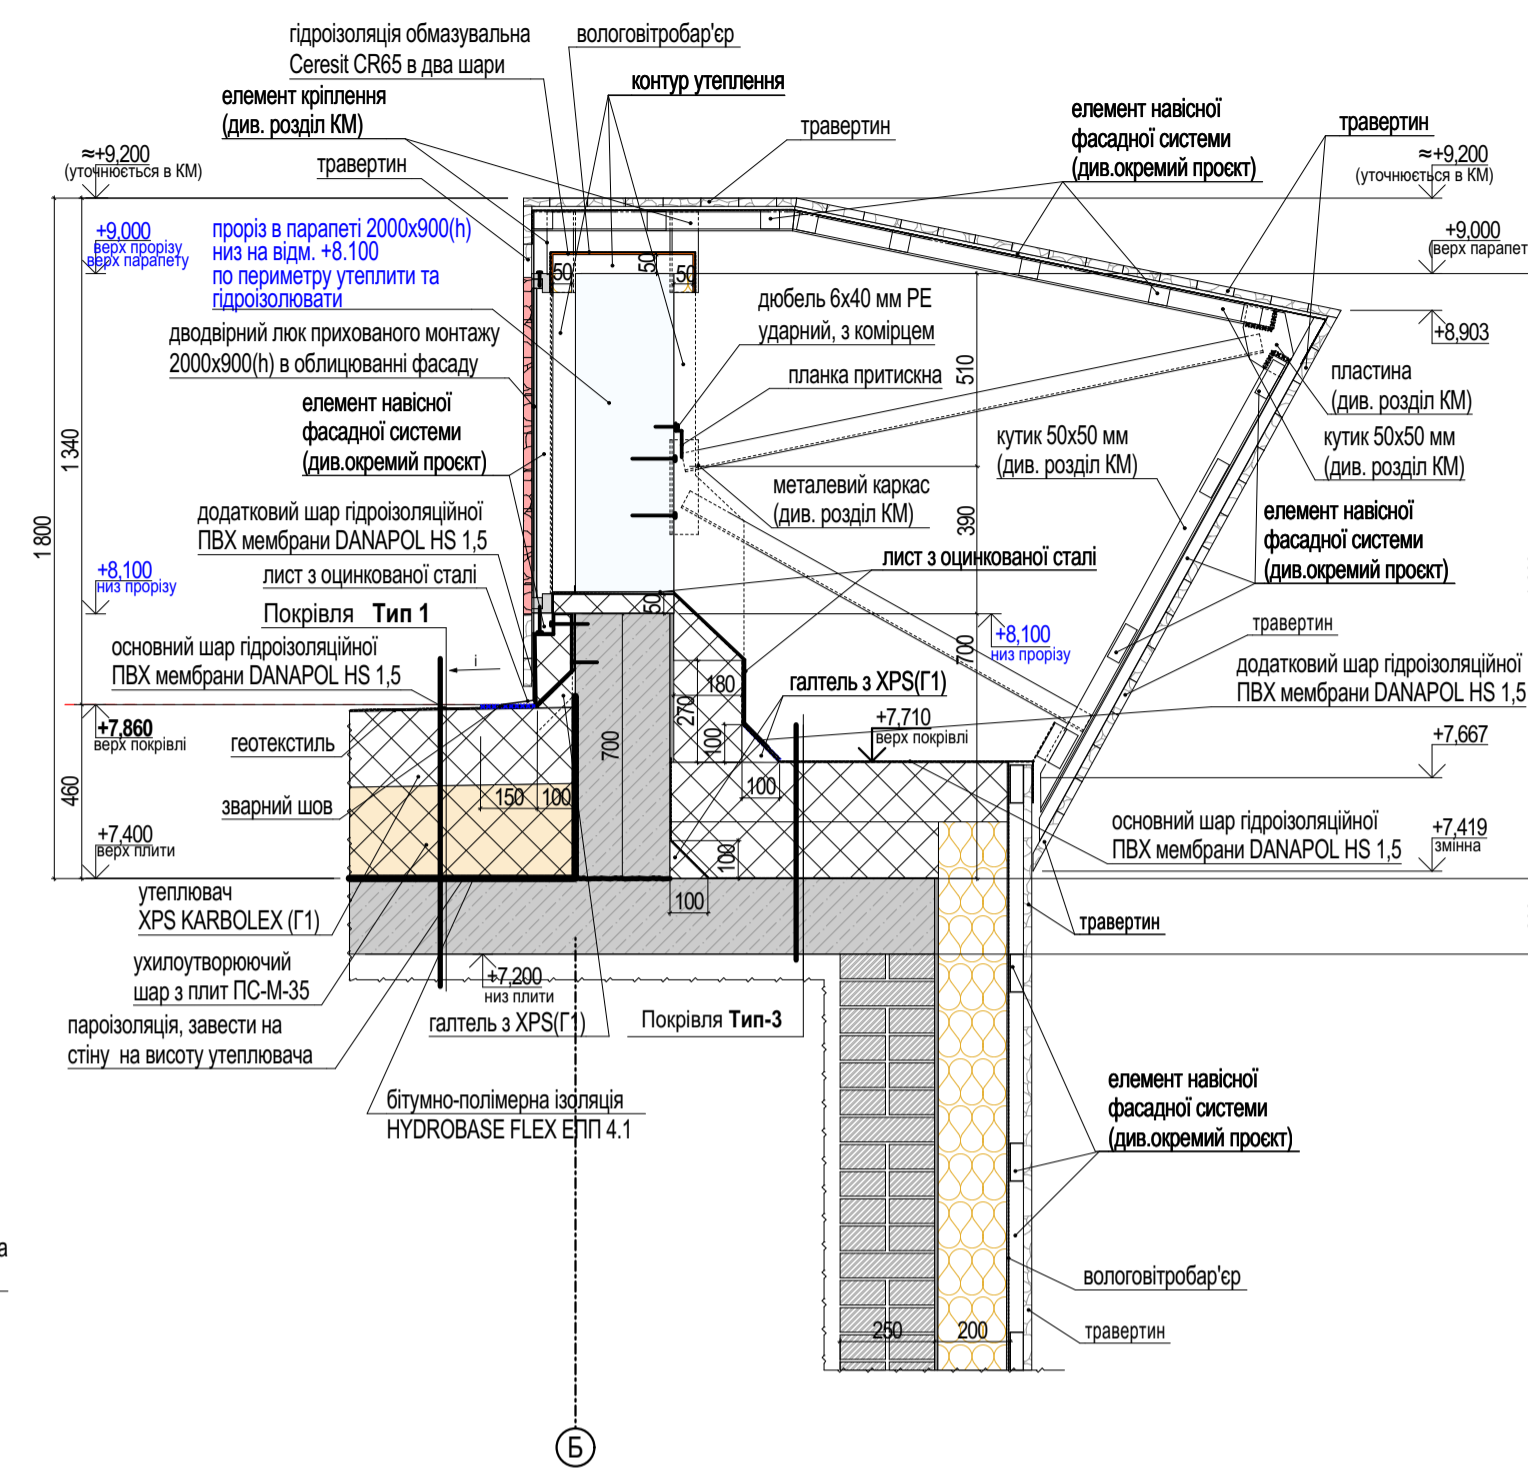 гідроізоляція обмазувальна
Ceresit CR65 в два шари
вологовітробар'єр
контур утеплення
елемент кріплення
(див. розділ КМ)
травертин
травертин
елемент навісної
фасадної системи
(див.окремий проєкт)
травертин
≈+9,200
(уточнюється в КМ)
≈+9,200
(уточнюється в КМ)
+9,000
верх прорізу
верх парапету
проріз в парапеті 2000х900(h)
низ на відм. +8.100
по периметру утеплити та
гідроізолювати
+9,000
(верх парапет
50
50
50
дюбель 6х40 мм PE
ударний, з комірцем
+8,903
дводвірний люк прихованого монтажу
2000х900(h) в облицюванні фасаду
планка притискна
510
пластина
(див. розділ КМ)
елемент навісної
фасадної системи
(див.окремий проєкт)
кутик 50х50 мм
(див. розділ КМ)
кутик 50х50 мм
(див. розділ КМ)
1340
1800
металевий каркас
(див. розділ КМ)
390
додатковий шар гідроізоляційної
ПВХ мембрани DANAPOL HS 1,5
елемент навісної
фасадної системи
(див.окремий проєкт)
лист з оцинкованої сталі
+8,100
низ прорізу
лист з оцинкованої сталі
Покрівля Тип 1
50
+8,100
низ прорізу
травертин
основний шар гідроізоляційної
ПВХ мембрани DANAPOL HS 1,5
i
700
180
270
100
галтель з XPS(Г1)
додатковий шар гідроізоляційної
ПВХ мембрани DANAPOL HS 1,5
+7,860
верх покрівлі
геотекстиль
700
+7,710
верх покрівлі
+7,667
460
зварний шов
150
100
100
+7,400
верх плити
100
основний шар гідроізоляційної
ПВХ мембрани DANAPOL HS 1,5
+7,419
змінна
утеплювач
XPS KARBOLEX (Г1)
100
травертин
ухилоутворюючий
шар з плит ПС-М-35
+7,200
низ плити
пароізоляція, завести на
стіну на висоту утеплювача
галтель з XPS(Г1)
Покрівля Тип-3
бітумно-полімерна ізоляція
HYDROBASE FLEX ЕПП 4.1
елемент навісної
фасадної системи
(див.окремий проєкт)
а
вологовітробар'єр
250
200
травертин
Б